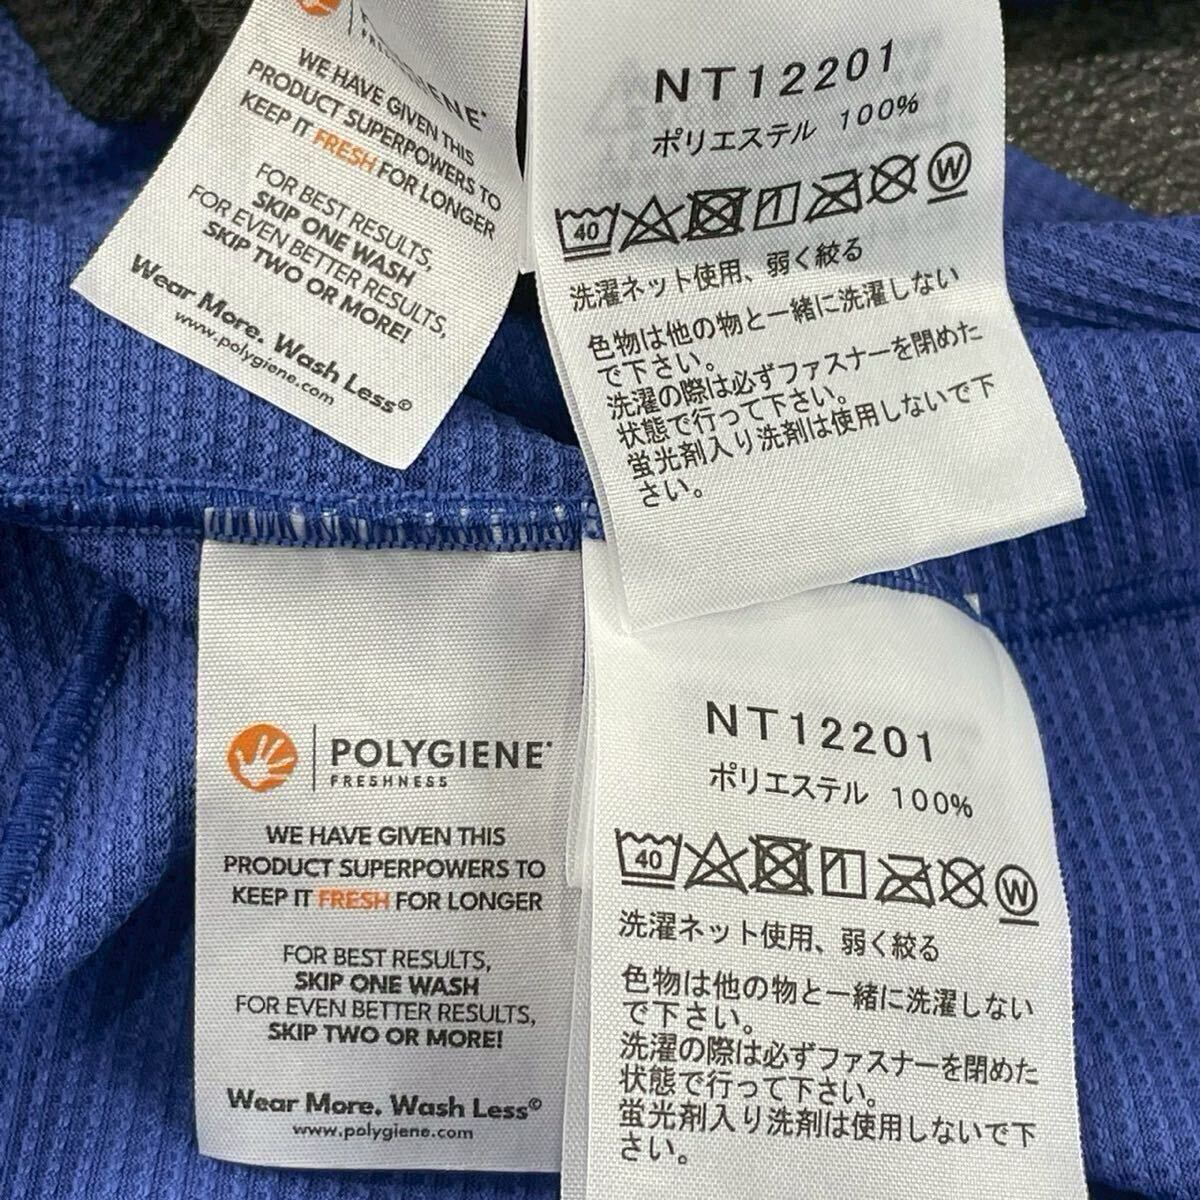 POLYGIENE
FRESHNESS
WE HAVE GIVEN THIS
PRODUCT SUPERPOWERS TO
KEEP IT FRESH FOR LONGER
FOR BEST RESULTS,
SKIP ONE WASH
FOR EVEN BETTER RESULTS,
SKIP TWO OR MORE!
Wear More. Wash Less©
www.polygiene.com
NT12201
ポリエステル 100%
40 W
洗濯ネット使用、弱く絞る
色物は他の物と一緒に洗濯しない
で下さい。
洗濯の際は必ずファスナーを閉めた
状態で行って下さい。
蛍光剤入り洗剤は使用しないで下
さい。
POLYGIENE
FRESHNESS
WE HAVE GIVEN THIS
PRODUCT SUPERPOWERS TO
KEEP IT FRESH FOR LONGER
FOR BEST RESULTS,
SKIP ONE WASH
FOR EVEN BETTER RESULTS,
SKIP TWO OR MORE!
Wear More. Wash Less©
www.polygiene.com
NT12201
ポリエステル 100%
40 W
洗濯ネット使用、弱く絞る
色物は他の物と一緒に洗濯しない
で下さい。
洗濯の際は必ずファスナーを閉めた
状態で行って下さい。
蛍光剤入り洗剤は使用しないで下
さい。